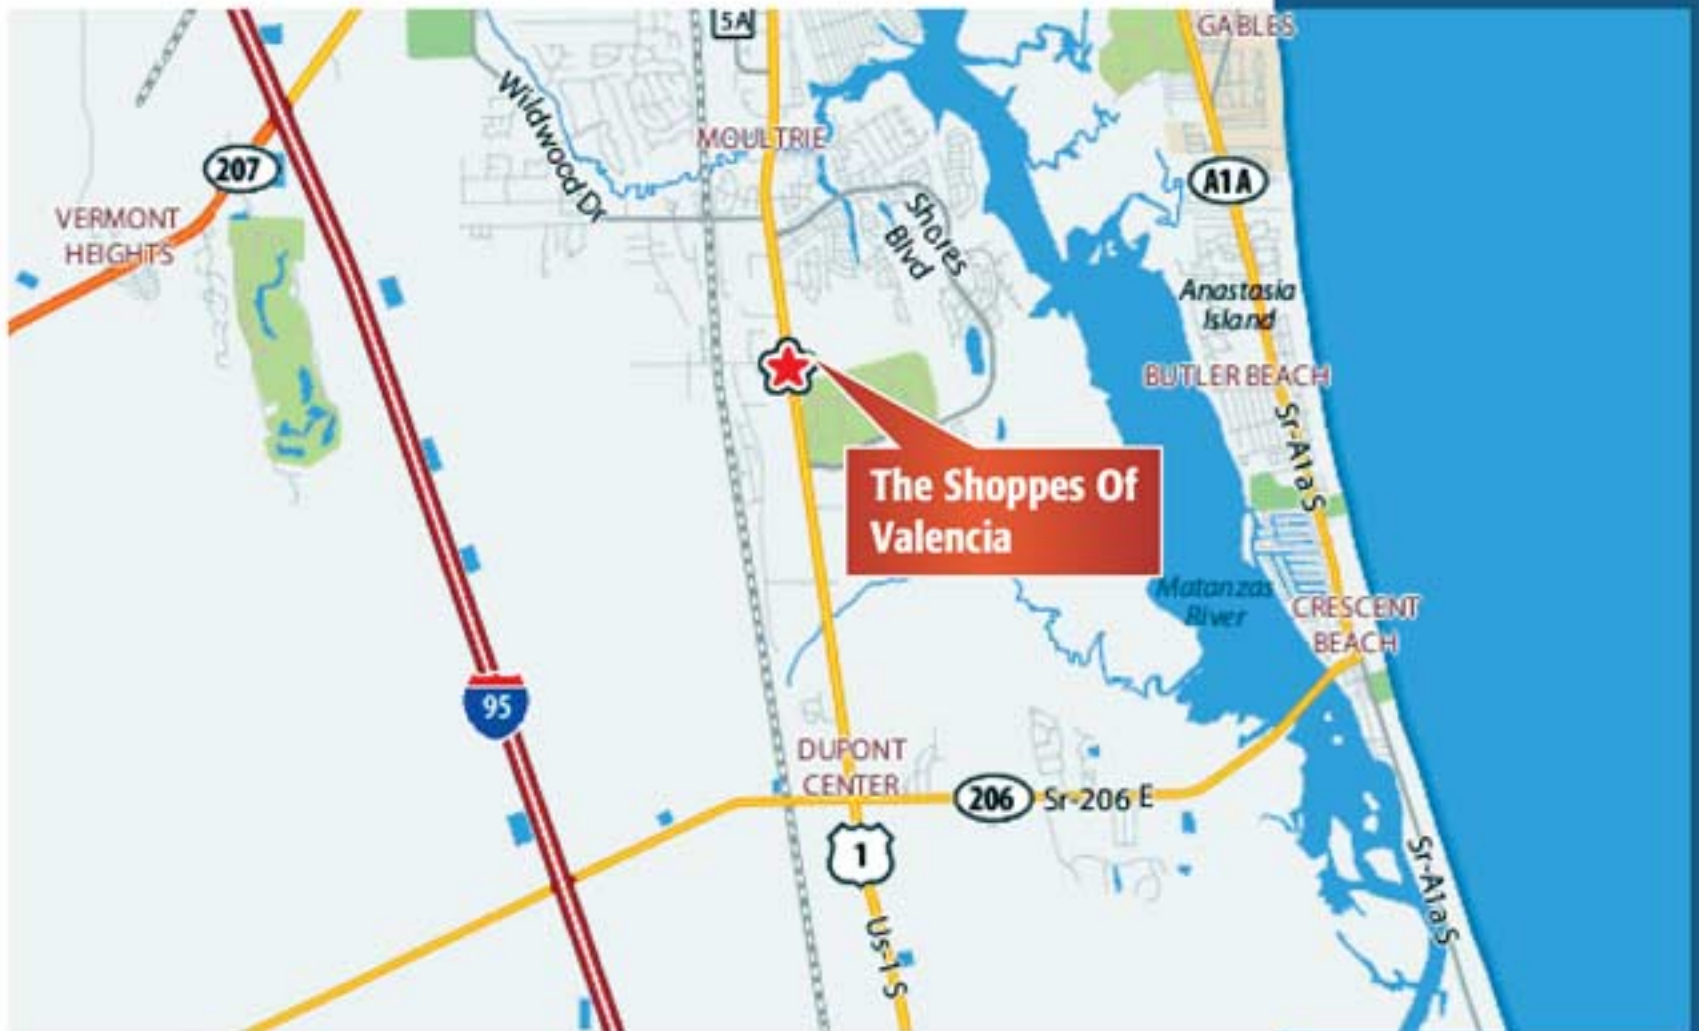 GABLES
5A
Wildwood Dr
MOULTRIE
207
A1A
VERMONT
HEIGHTS
Shores
Blvd
Anastasia
Island
BUTLER BEACH
Sr-A1a S
The Shoppes Of
Valencia
Matanzas
River
CRESCENT
BEACH
95
DUPONT
CENTER
206
Sr-206 E
1
Sr-A1a S
Us-1 S